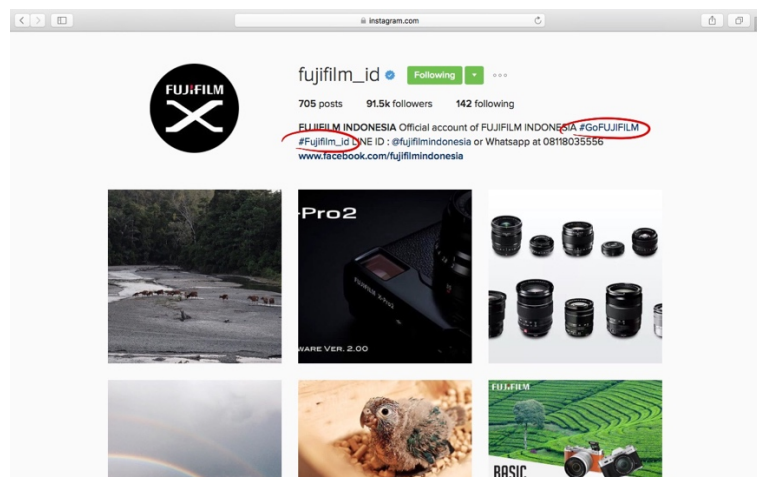 instagram.com
FUJIFILM
fujifilm_id
Following
705 posts 91.5k followers 142 following
FUJIFILM INDONESIA Official account of FUJIFILM INDONESIA #GoFUJIFILM
#Fujifilm_id LINE ID : @fujifilmindonesia or Whatsapp at 08118035556
www.facebook.com/fujifilmindonesia
-Pro2
FUJIFILM X-Pro2
WARE VER. 2.00
FUJIFILM
BASIC